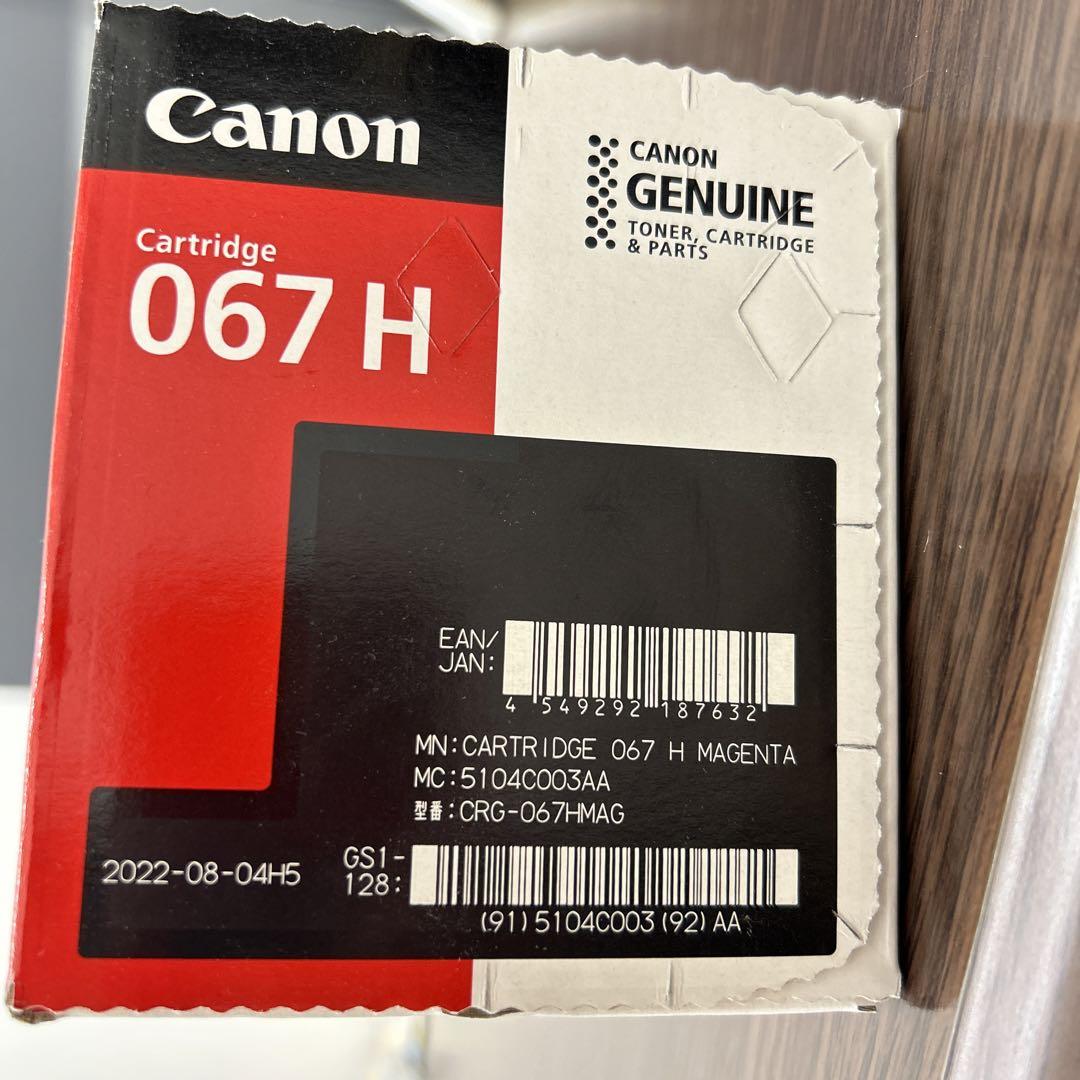 Canon
Cartridge
067 H
CANON
GENUINE
TONER, CARTRIDGE
& PARTS
EAN/
JAN:
4 549292 187632
MN:CARTRIDGE 067 H MAGENTA
MC:5104C003AA
型番:CRG-067HMAG
2022-08-04H5
GS1-
128:
(91)5104C003(92)AA